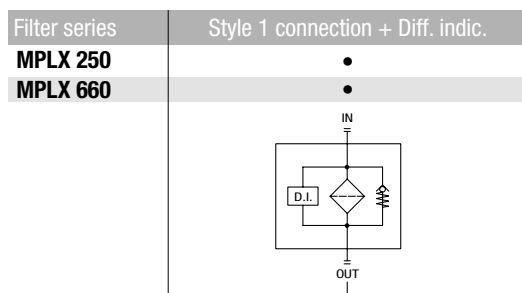 Filter series Style 1 connection + Diff. indic.
MPLX 250 •
MPLX 660 •
IN
D.I.
OUT